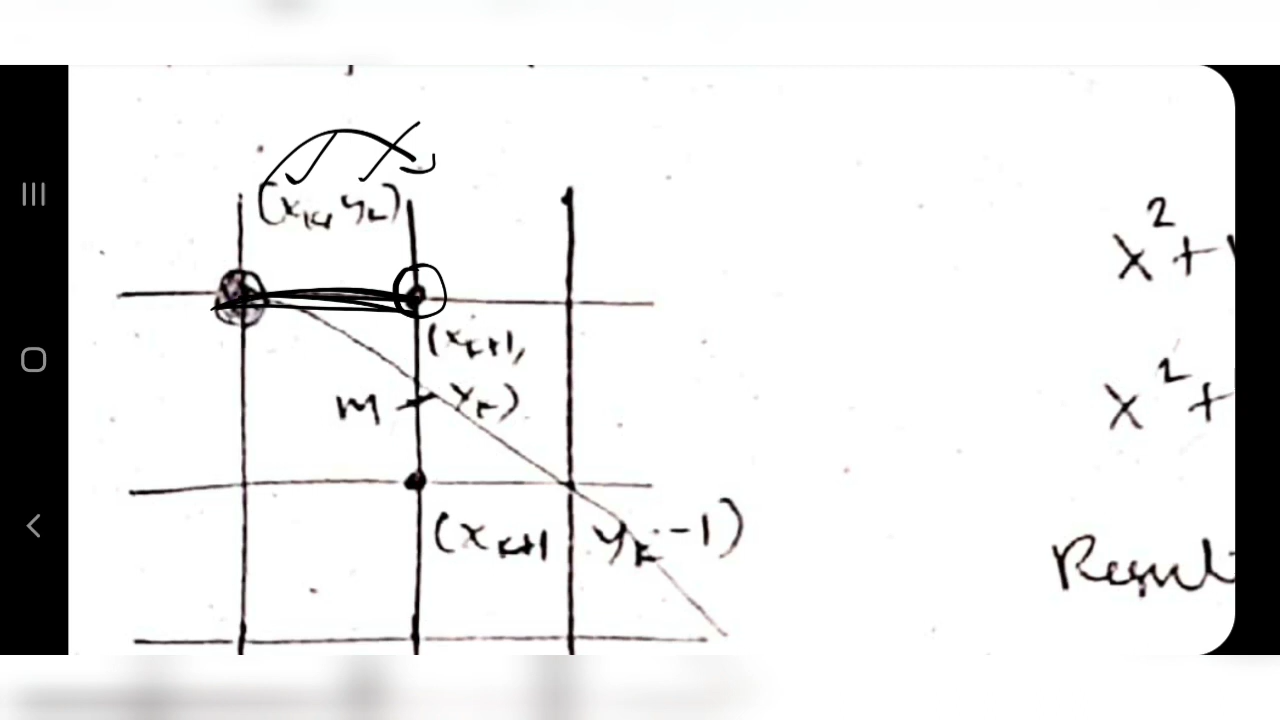 (xₖ, yₖ)
(xₖ+1,
m yₖ)
(xₖ+1 yₖ-1)
x²+
x²+
Result